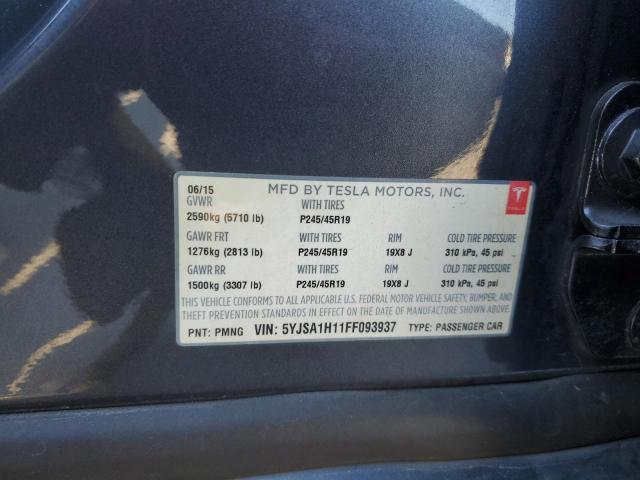 06/15 MFD BY TESLA MOTORS, INC.
GVWR WITH TIRES
2590kg (5710 lb) P245/45R19
TESLA
GAWR FRT WITH TIRES RIM COLD TIRE PRESSURE
1276kg (2813 lb) P245/45R19 19X8 J 310 kPa, 45 psi
GAWR RR WITH TIRES RIM COLD TIRE PRESSURE
1500kg (3307 lb) P245/45R19 19X8 J 310 kPa, 45 psi
THIS VEHICLE CONFORMS TO ALL APPLICABLE U.S. FEDERAL MOTOR VEHICLE SAFETY, BUMPER, AND
THEFT PREVENTION STANDARDS IN EFFECT ON THE DATE OF MANUFACTURE SHOWN ABOVE.
PNT: PMNG VIN: 5YJSA1H11FF093937 TYPE: PASSENGER CAR